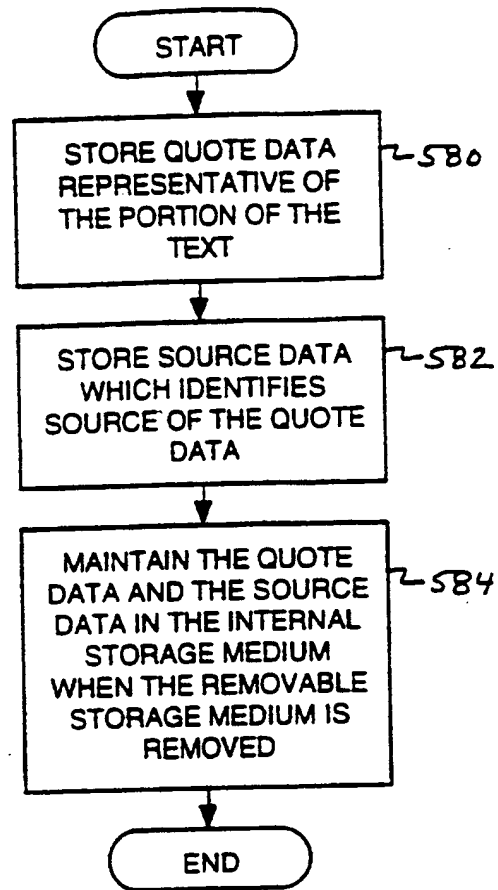 START
STORE QUOTE DATA
580
REPRESENTATIVE OF
THE PORTION OF THE
TEXT
STORE SOURCE DATA
582
WHICH IDENTIFIES
SOURCE OF THE QUOTE
DATA
MAINTAIN THE QUOTE
DATA AND THE SOURCE
584
DATA IN THE INTERNAL
STORAGE MEDIUM
WHEN THE REMOVABLE
STORAGE MEDIUM IS
REMOVED
END